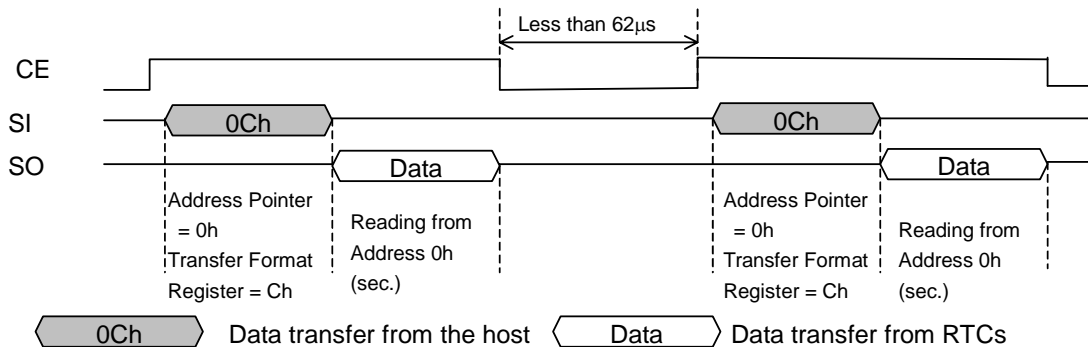 Less than 62μs
CE
SI 0Ch 0Ch
SO Data Data
Address Pointer
= 0h
Transfer Format
Register = Ch
Reading from
Address 0h
(sec.)
Address Pointer
= 0h
Transfer Format
Register = Ch
Reading from
Address 0h
(sec.)
0Ch Data transfer from the host Data Data transfer from RTCs